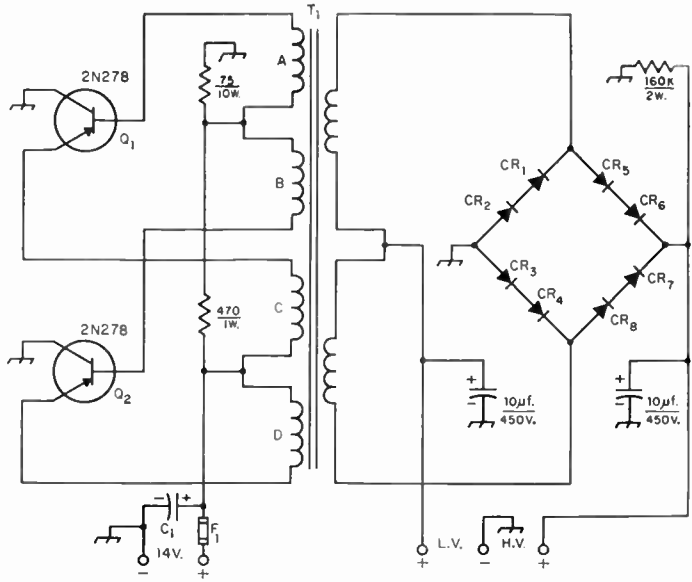 T1
2N278
Q1
75
10W.
A
B
160K
2W.
CR1
CR2
CR5
CR6
CR3
CR4
CR7
CR8
2N278
Q2
470
1W.
C
D
+
-
10µf.
450V.
+
-
10µf.
450V.
- +
C1
F1
14V.
- +
+ L.V. - H.V. +